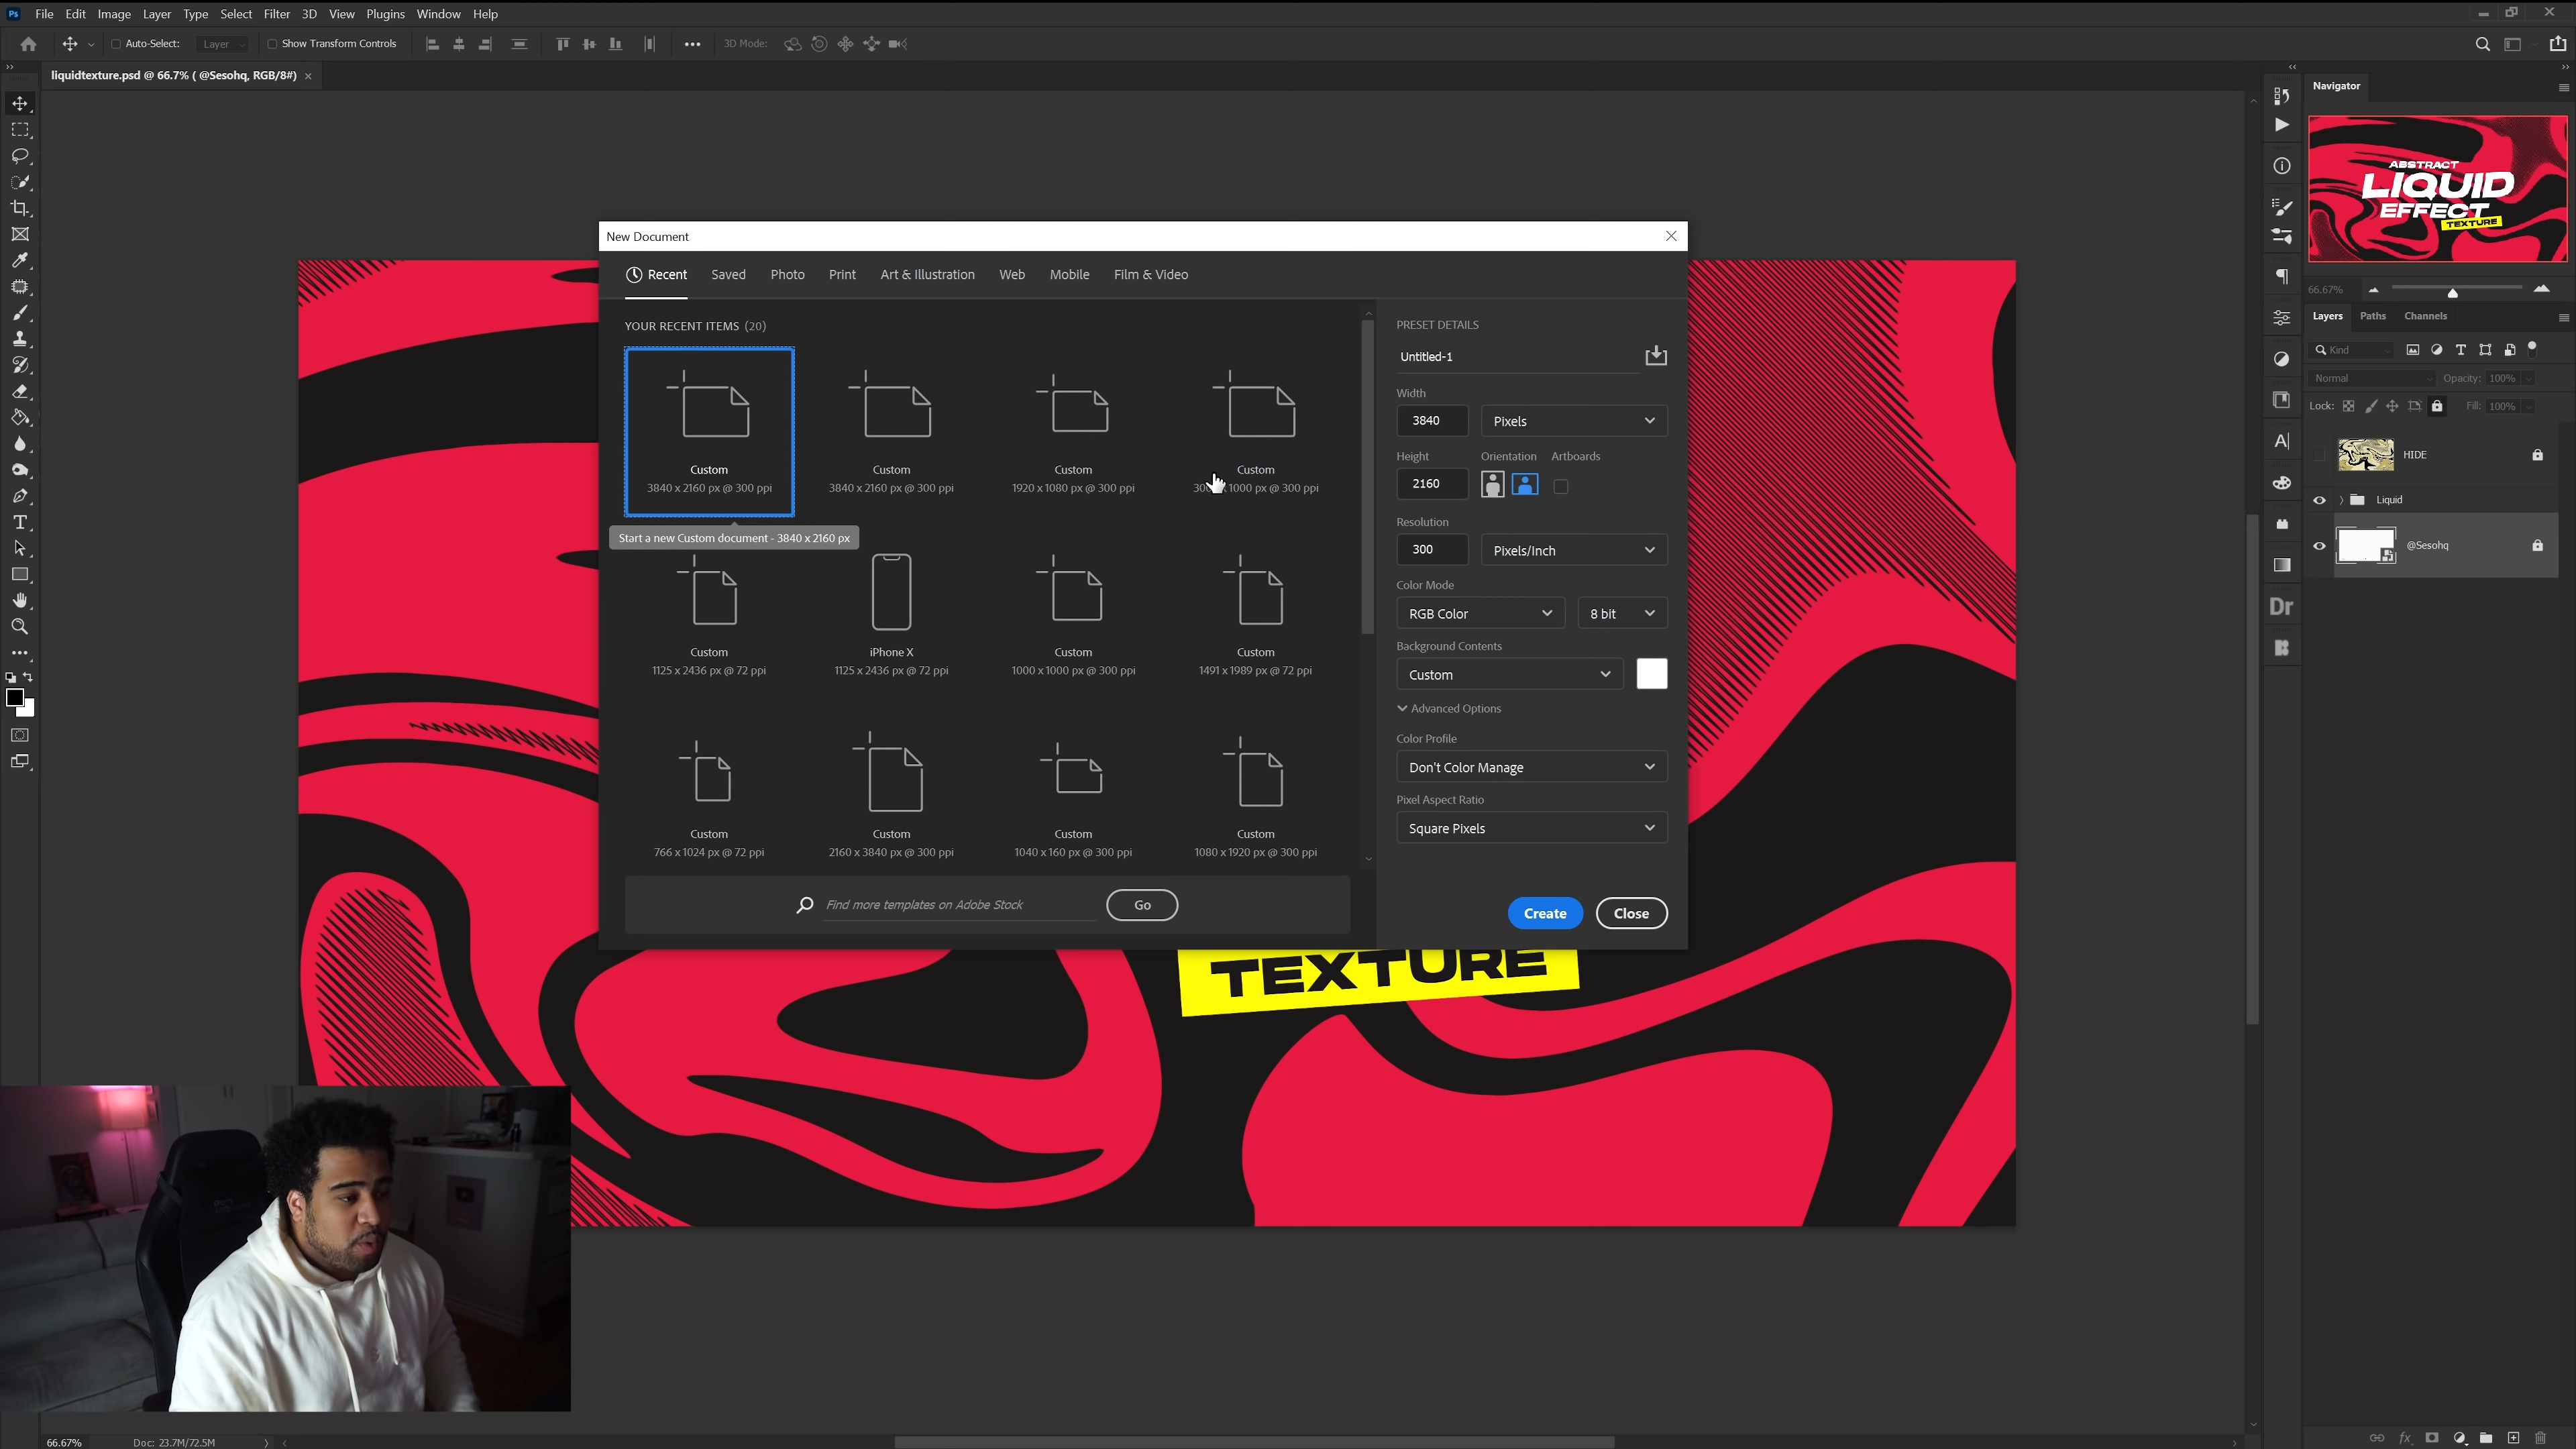 Ps File Edit Image Layer Type Select Filter 3D View Plugins Window Help
Auto-Select: Layer Show Transform Controls 3D Mode:
liquidtexture.psd @ 66.7% ( @Sesohq, RGB/8#)
New Document
Recent Saved Photo Print Art & Illustration Web Mobile Film & Video
YOUR RECENT ITEMS (20)
Custom
3840 x 2160 px @ 300 ppi
Custom
3840 x 2160 px @ 300 ppi
Custom
1920 x 1080 px @ 300 ppi
Custom
1000 px @ 300 ppi
Start a new Custom document - 3840 x 2160 px
Custom
1125 x 2436 px @ 72 ppi
iPhone X
1125 x 2436 px @ 72 ppi
Custom
1000 x 1000 px @ 300 ppi
Custom
1491 x 1989 px @ 72 ppi
Custom
766 x 1024 px @ 72 ppi
Custom
2160 x 3840 px @ 300 ppi
Custom
1040 x 160 px @ 300 ppi
Custom
1080 x 1920 px @ 300 ppi
Find more templates on Adobe Stock
Go
PRESET DETAILS
Untitled-1
Width
3840 Pixels
Height Orientation Artboards
2160
Resolution
300 Pixels/Inch
Color Mode
RGB Color 8 bit
Background Contents
Custom
Advanced Options
Color Profile
Don't Color Manage
Pixel Aspect Ratio
Square Pixels
Create Close
TEXTURE
Navigator
ABSTRACT
LIQUID
EFFECT
TEXTURE
66.67%
Layers Paths Channels
Kind
Normal Opacity: 100%
Lock: Fill: 100%
HIDE
Liquid
@Sesohq
Dr
66.67% Doc: 23.7M/72.5M